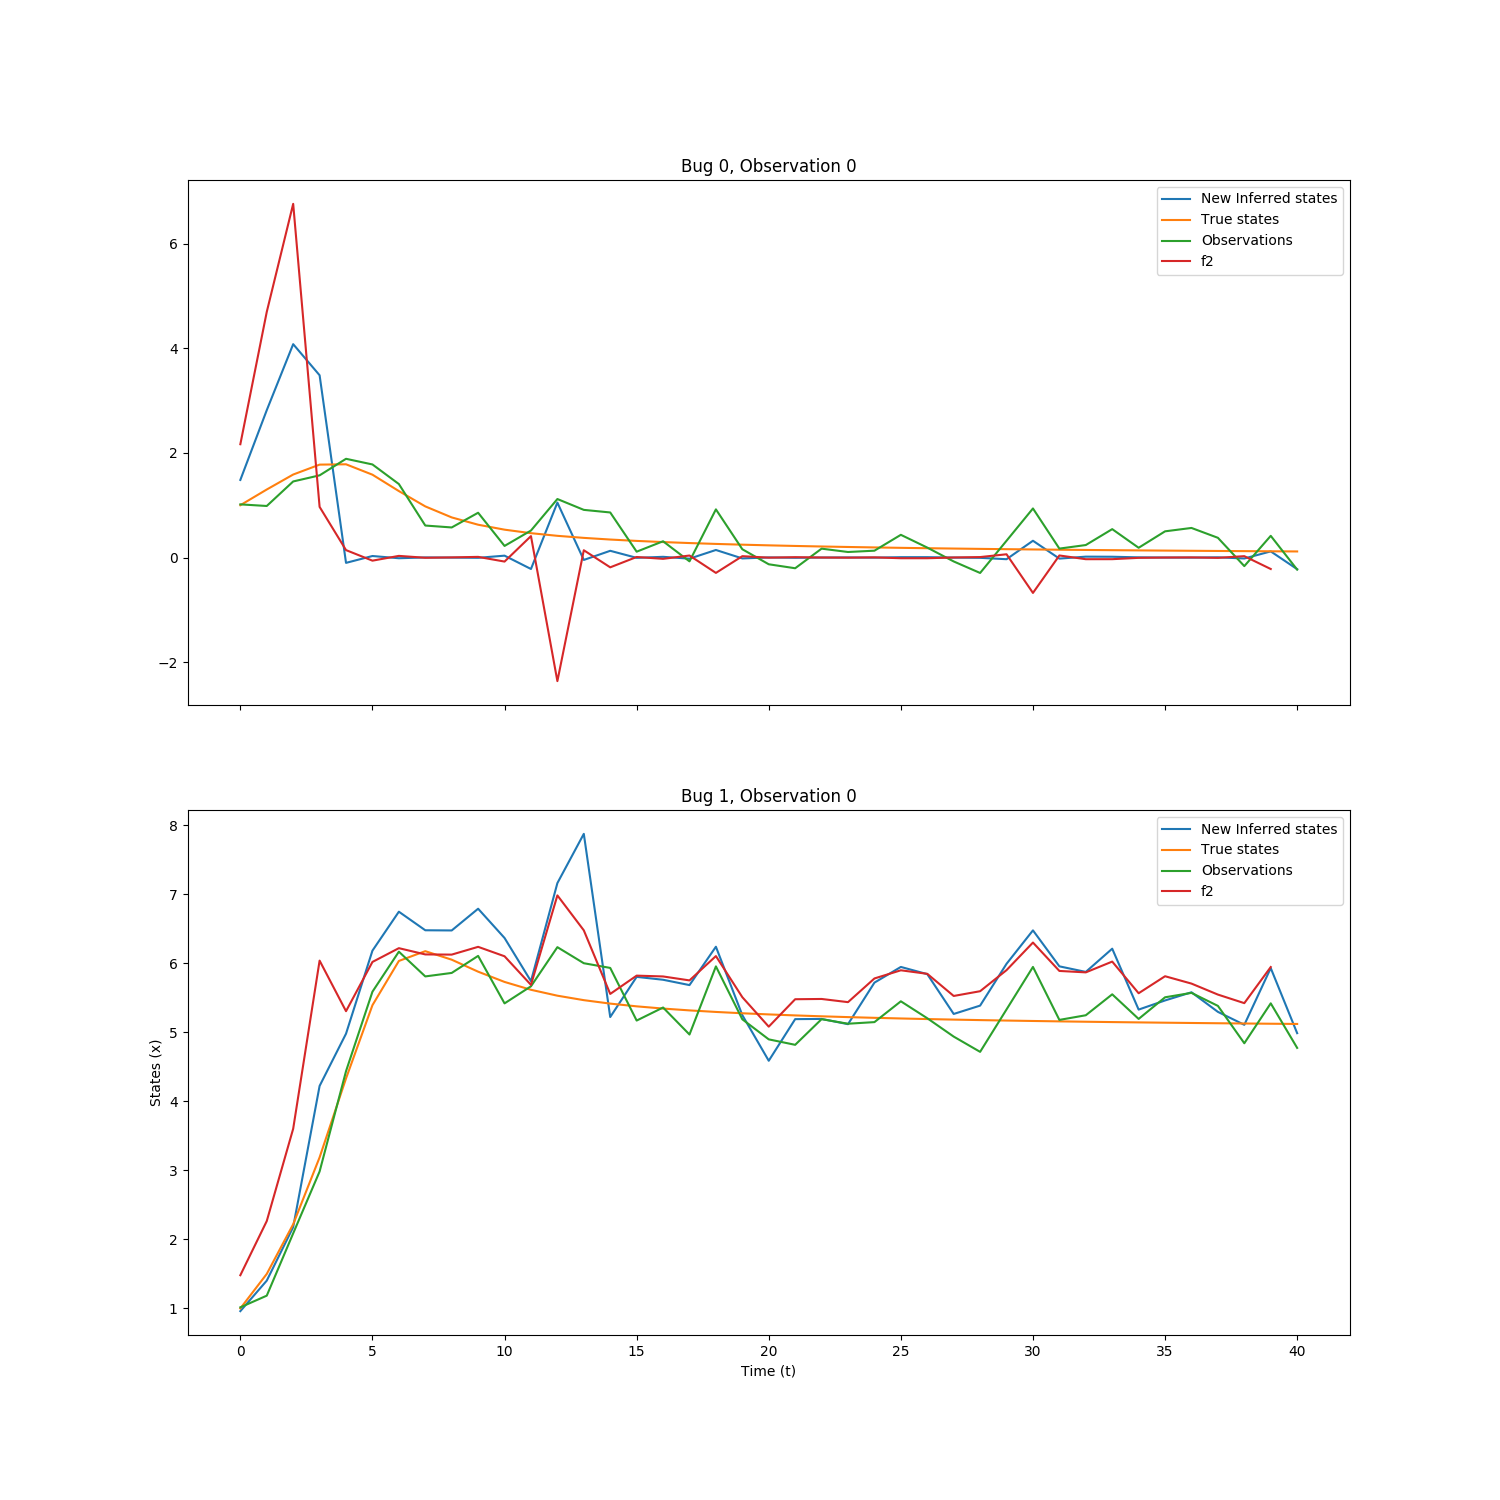 Bug 0, Observation 0
New Inferred states
True states
Observations
f2
6
4
2
0
−2
Bug 1, Observation 0
New Inferred states
True states
Observations
f2
8
7
6
5
4
3
2
1
States (x)
0 5 10 15 20 25 30 35 40
Time (t)